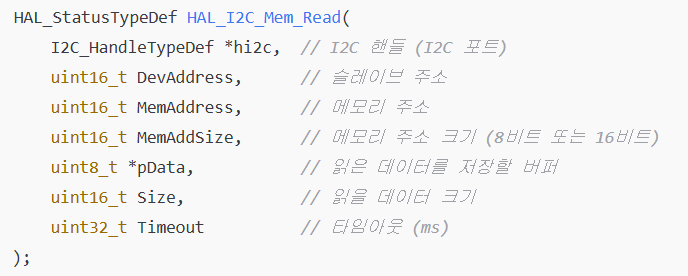 HAL_StatusTypeDef HAL_I2C_Mem_Read(
    I2C_HandleTypeDef *hi2c,  // I2C 핸들 (I2C 포트)
    uint16_t DevAddress,      // 슬레이브 주소
    uint16_t MemAddress,      // 메모리 주소
    uint16_t MemAddSize,      // 메모리 주소 크기 (8비트 또는 16비트)
    uint8_t *pData,           // 읽은 데이터를 저장할 버퍼
    uint16_t Size,            // 읽을 데이터 크기
    uint32_t Timeout          // 타임아웃 (ms)
);